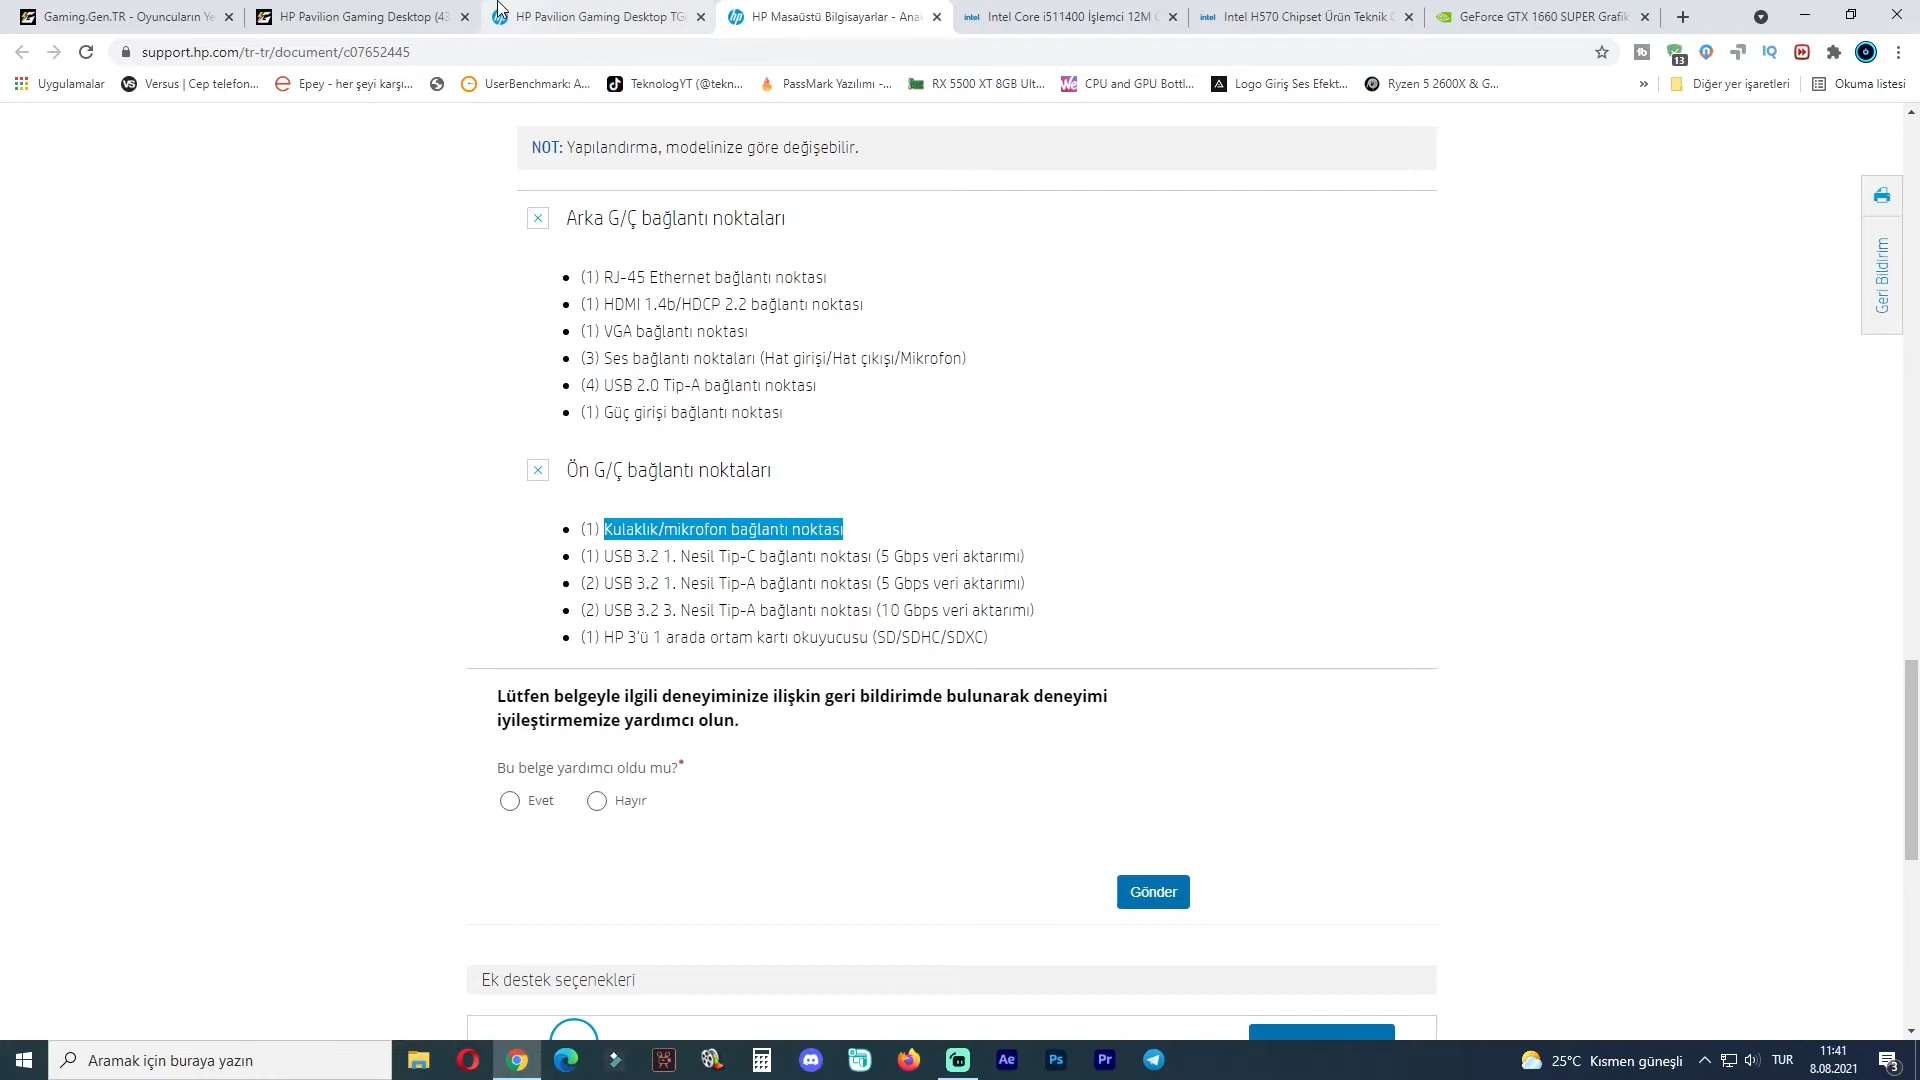 Gaming.Gen.TR - Oyuncuların Ye
HP Pavilion Gaming Desktop (43
HP Pavilion Gaming Desktop TG
HP Masaüstü Bilgisayarlar - Ana
Intel Core i511400 İşlemci 12M
Intel H570 Chipset Ürün Teknik
GeForce GTX 1660 SUPER Grafik
support.hp.com/tr-tr/document/c07652445
13
Uygulamalar
Versus | Cep telefon...
Epey - her şeyi karşı...
UserBenchmark: A...
TeknologYT (@tekn...
PassMark Yazılımı -...
RX 5500 XT 8GB Ult...
CPU and GPU Bottl...
Logo Giriş Ses Efekt...
Ryzen 5 2600X & G...
»
Diğer yer işaretleri
Okuma listesi
NOT: Yapılandırma, modelinize göre değişebilir.
Arka G/Ç bağlantı noktaları
• (1) RJ-45 Ethernet bağlantı noktası
• (1) HDMI 1.4b/HDCP 2.2 bağlantı noktası
• (1) VGA bağlantı noktası
• (3) Ses bağlantı noktaları (Hat girişi/Hat çıkışı/Mikrofon)
• (4) USB 2.0 Tip-A bağlantı noktası
• (1) Güç girişi bağlantı noktası
Ön G/Ç bağlantı noktaları
• (1) Kulaklık/mikrofon bağlantı noktası
• (1) USB 3.2 1. Nesil Tip-C bağlantı noktası (5 Gbps veri aktarımı)
• (2) USB 3.2 1. Nesil Tip-A bağlantı noktası (5 Gbps veri aktarımı)
• (2) USB 3.2 3. Nesil Tip-A bağlantı noktası (10 Gbps veri aktarımı)
• (1) HP 3'ü 1 arada ortam kartı okuyucusu (SD/SDHC/SDXC)
Geri Bildirim
Lütfen belgeyle ilgili deneyiminize ilişkin geri bildirimde bulunarak deneyimi
iyileştirmemize yardımcı olun.
Bu belge yardımcı oldu mu?*
Evet
Hayır
Gönder
Ek destek seçenekleri
Aramak için buraya yazın
Ae
Ps
Pr
25°C Kısmen güneşli
TUR
11:41
8.08.2021
3